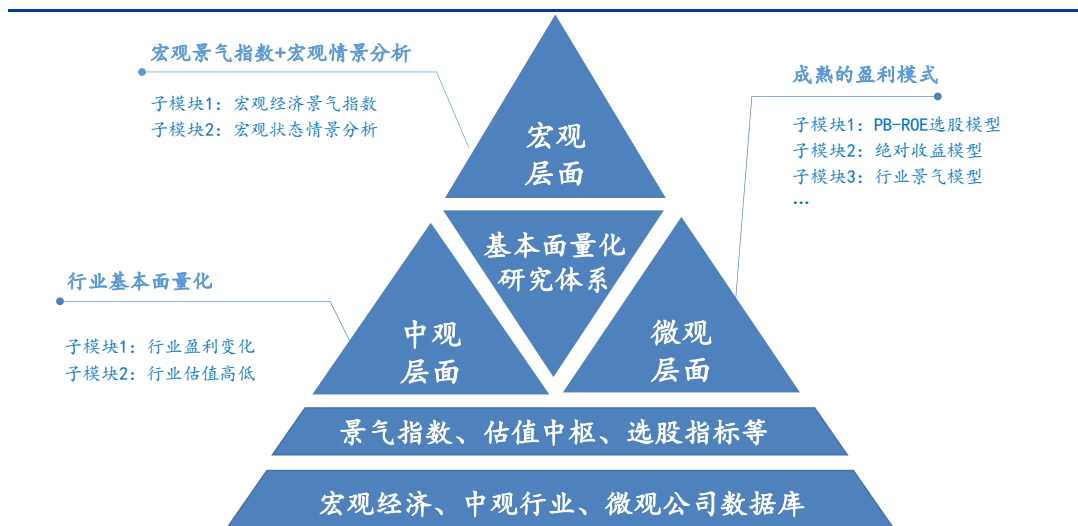 宏观景气指数+宏观情景分析
子模块1：宏观经济景气指数
子模块2：宏观状态情景分析
成熟的盈利模式
子模块1：PB-ROE选股模型
子模块2：绝对收益模型
子模块3：行业景气模型
…
宏观
层面
基本面量化
研究体系
行业基本面量化
子模块1：行业盈利变化
子模块2：行业估值高低
中观
层面
微观
层面
景气指数、估值中枢、选股指标等
宏观经济、中观行业、微观公司数据库